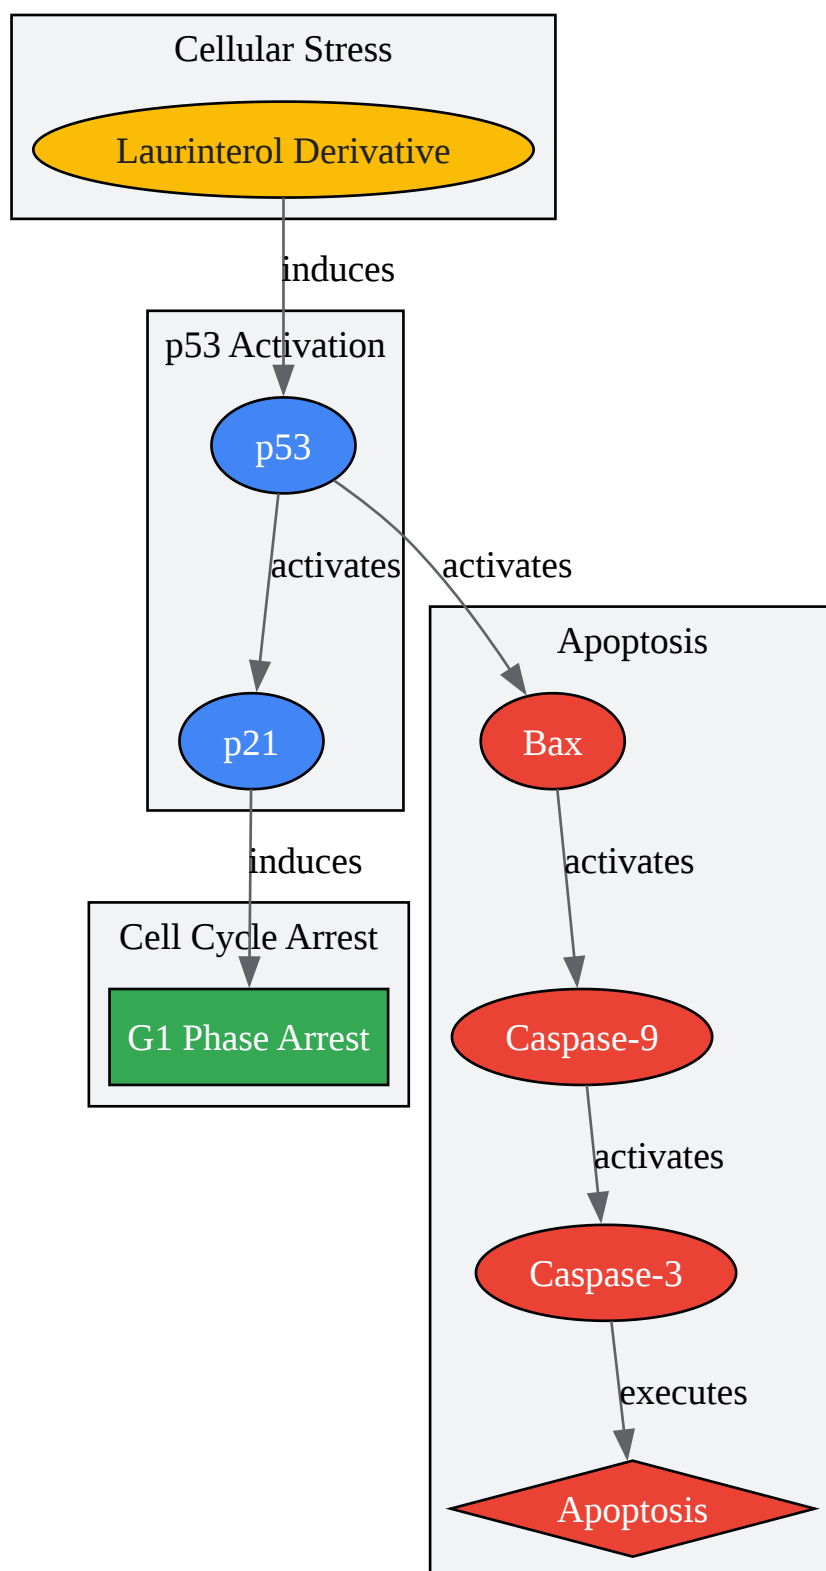 Cellular Stress
Laurinterol Derivative
induces
p53 Activation
p53
activates
activates
Apoptosis
p21
Bax
induces
activates
Cell Cycle Arrest
G1 Phase Arrest
Caspase-9
activates
Caspase-3
executes
Apoptosis